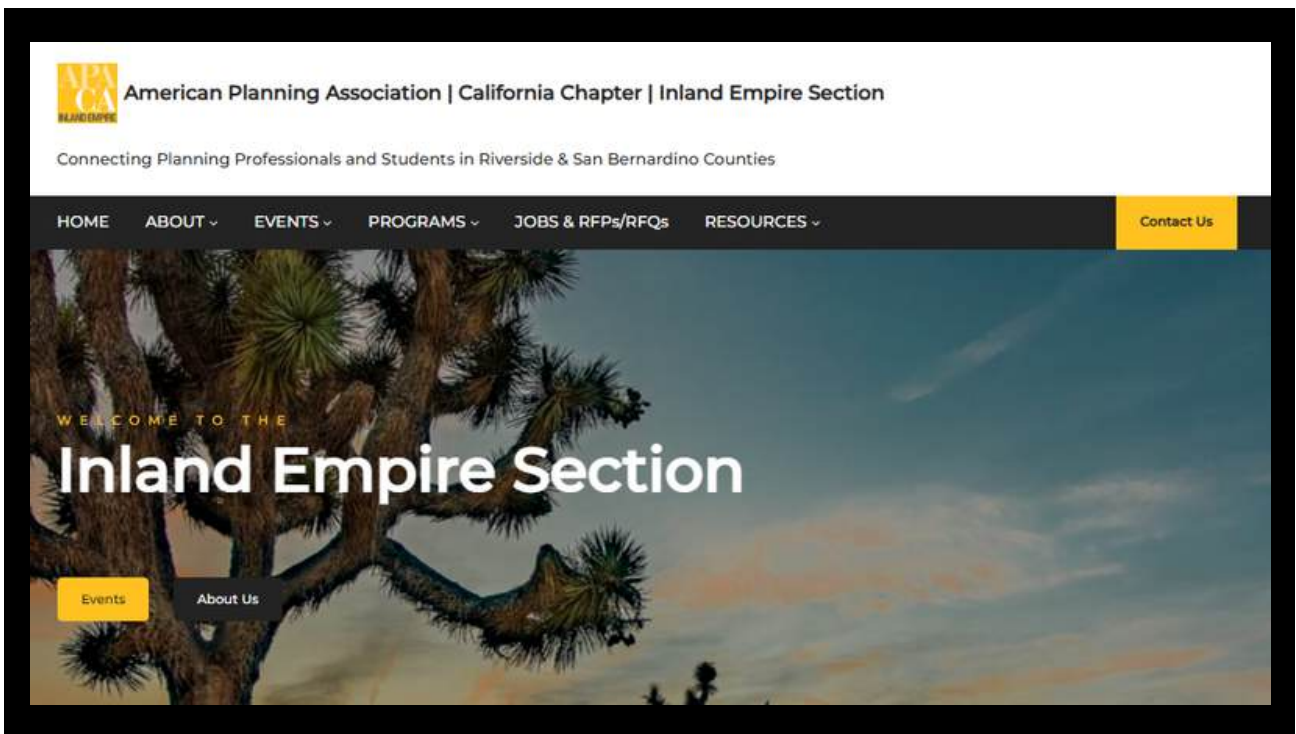 APA
CA
INLAND EMPIRE
American Planning Association | California Chapter | Inland Empire Section
Connecting Planning Professionals and Students in Riverside & San Bernardino Counties
HOME ABOUT EVENTS PROGRAMS JOBS & RFPs/RFQs RESOURCES Contact Us
WELCOME TO THE
Inland Empire Section
Events About Us